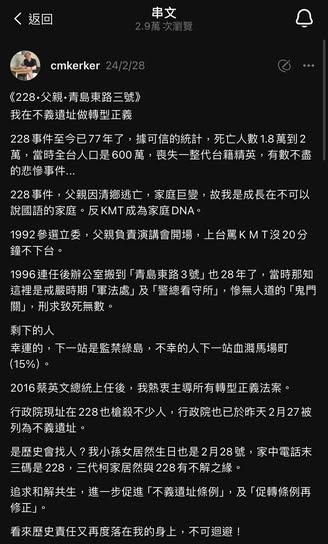 返回
串文
2.9萬 次瀏覽
cmkerker 24/2/28
《228•父親•青島東路三號》
我在不義遺址做轉型正義
228事件至今已77年了，據可信的統計，死亡人數1.8萬到2
萬，當時全台人口是600萬，喪失一整代台籍精英，有數不盡
的悲慘事件...
228事件，父親因清鄉逃亡，家庭巨變，故我是成長在不可以
說國語的家庭。反KMT成為家庭DNA。
1992參選立委，父親負責演講會開場，上台罵ＫＭＴ沒20分
鐘不下台。
1996連任後辦公室搬到「青島東路3號」也28年了，當時那知
這裡是戒嚴時期「軍法處」及「警總看守所」，慘無人道的「鬼門
關」，刑求致死無數。
剩下的人
幸運的，下一站是監禁綠島，不幸的人下一站血濺馬場町
(15%) 。
2016蔡英文總統上任後，我熱衷主導所有轉型正義法案。
行政院現址在228也槍殺不少人，行政院也已於昨天2月27被
列為不義遺址。
是歷史會找人？我小孫女居然生日也是2月28號，家中電話末
三碼是228，三代柯家居然與228有不解之緣。
追求和解共生，進一步促進「不義遺址條例」，及「促轉條例再
修正」。
看來歷史責任又再度落在我的身上，不可迴避！